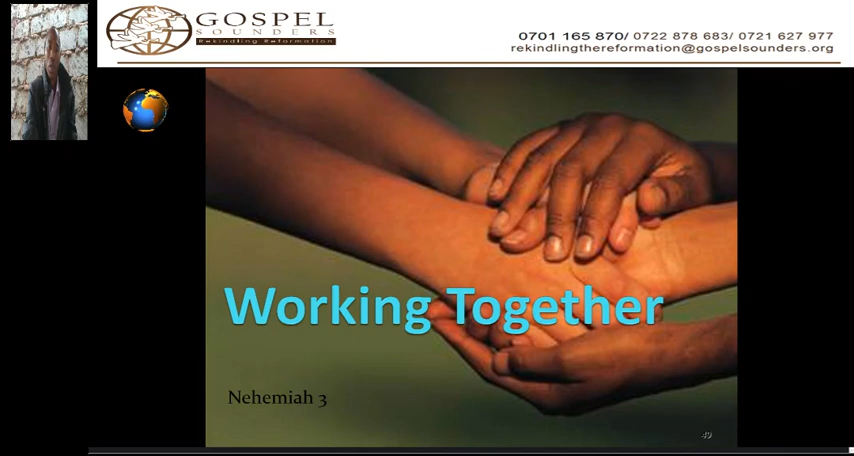 GOSPEL
SOUNDERS
Rekindling Reformation
0701 165 870/ 0722 878 683/ 0721 627 977
rekindlingthereformation@gospelsounders.org
Working Together
Nehemiah 3
49